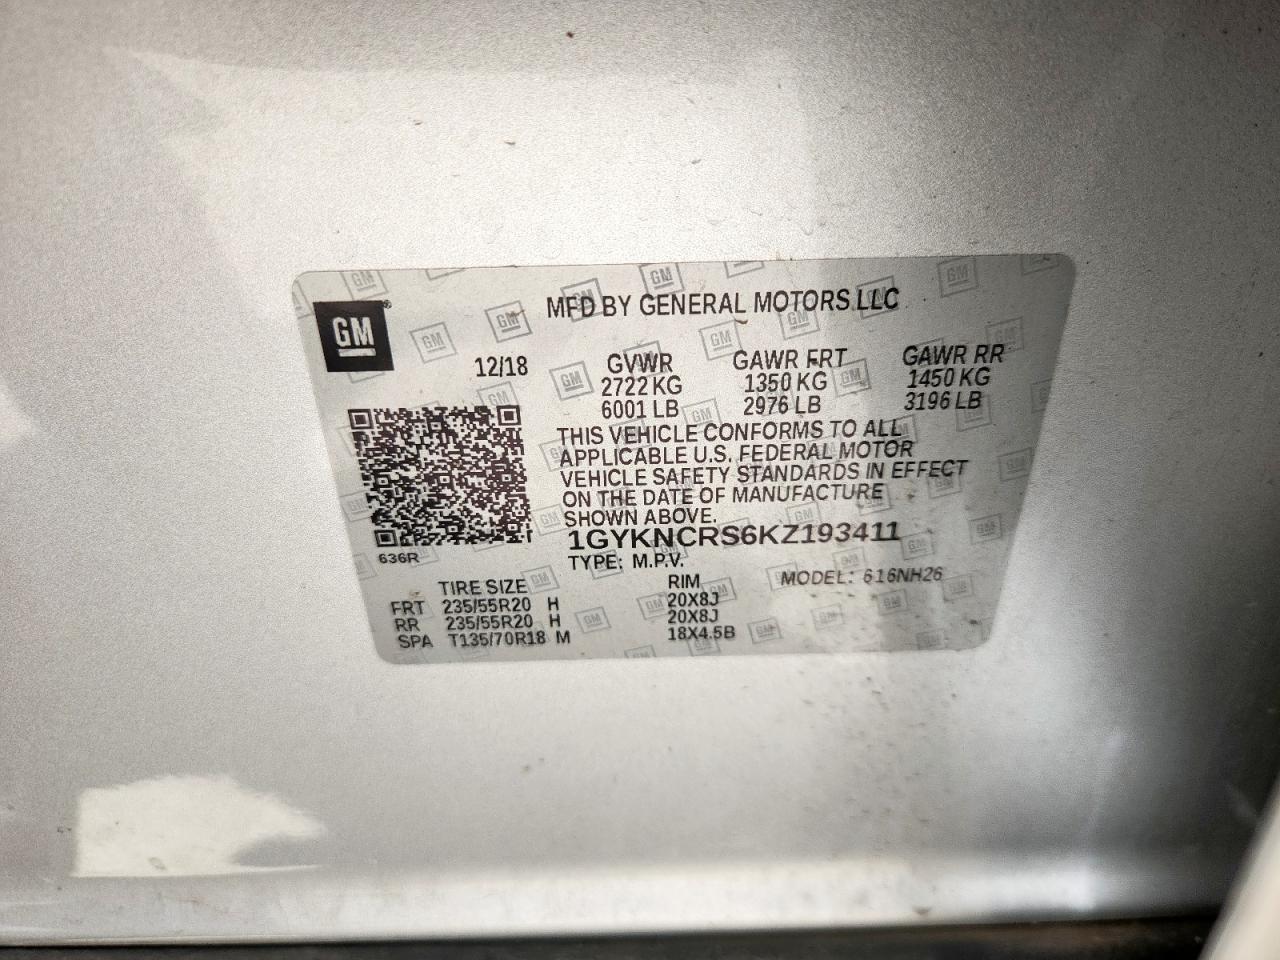 GM®
MFD BY GENERAL MOTORS LLC
12/18 GVWR GAWR FRT GAWR RR
2722 KG 1350 KG 1450 KG
6001 LB 2976 LB 3196 LB
THIS VEHICLE CONFORMS TO ALL
APPLICABLE U.S. FEDERAL MOTOR
VEHICLE SAFETY STANDARDS IN EFFECT
ON THE DATE OF MANUFACTURE
SHOWN ABOVE.
1GYKNCRS6KZ193411
636R
TYPE: M.P.V. MODEL: 616NH26
TIRE SIZE RIM
FRT 235/55R20 H 20X8J
RR 235/55R20 H 20X8J
SPA T135/70R18 M 18X4.5B